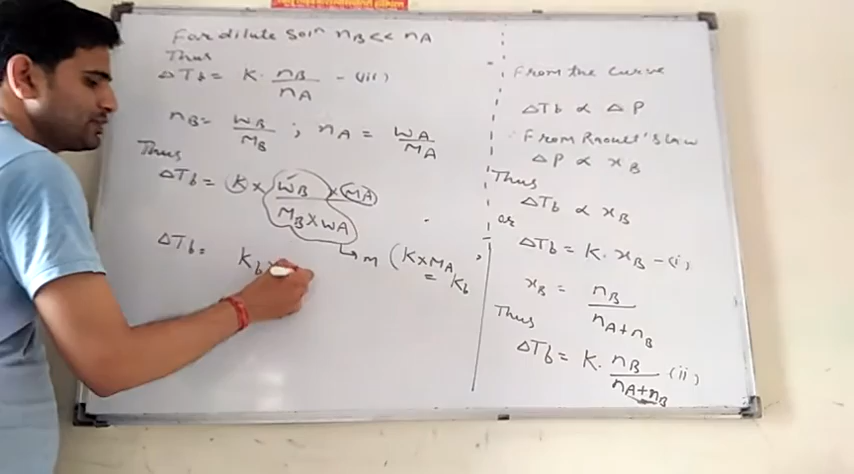 For dilute Soln nB << nA
Thus
ΔTb = K · nB / nA – (iii)
nB = WB / MB ; nA = WA / MA
Thus
ΔTb = K × WB × MA / MB × WA
→ m (K × MA = Kb
ΔTb = Kb ×
From the Curve
ΔTb ∝ ΔP
From Raoult's law
ΔP ∝ xB
Thus
ΔTb ∝ xB
or
ΔTb = K · xB – (i)
xB = nB / nA + nB
Thus
ΔTb = K · nB / nA + nB (ii)